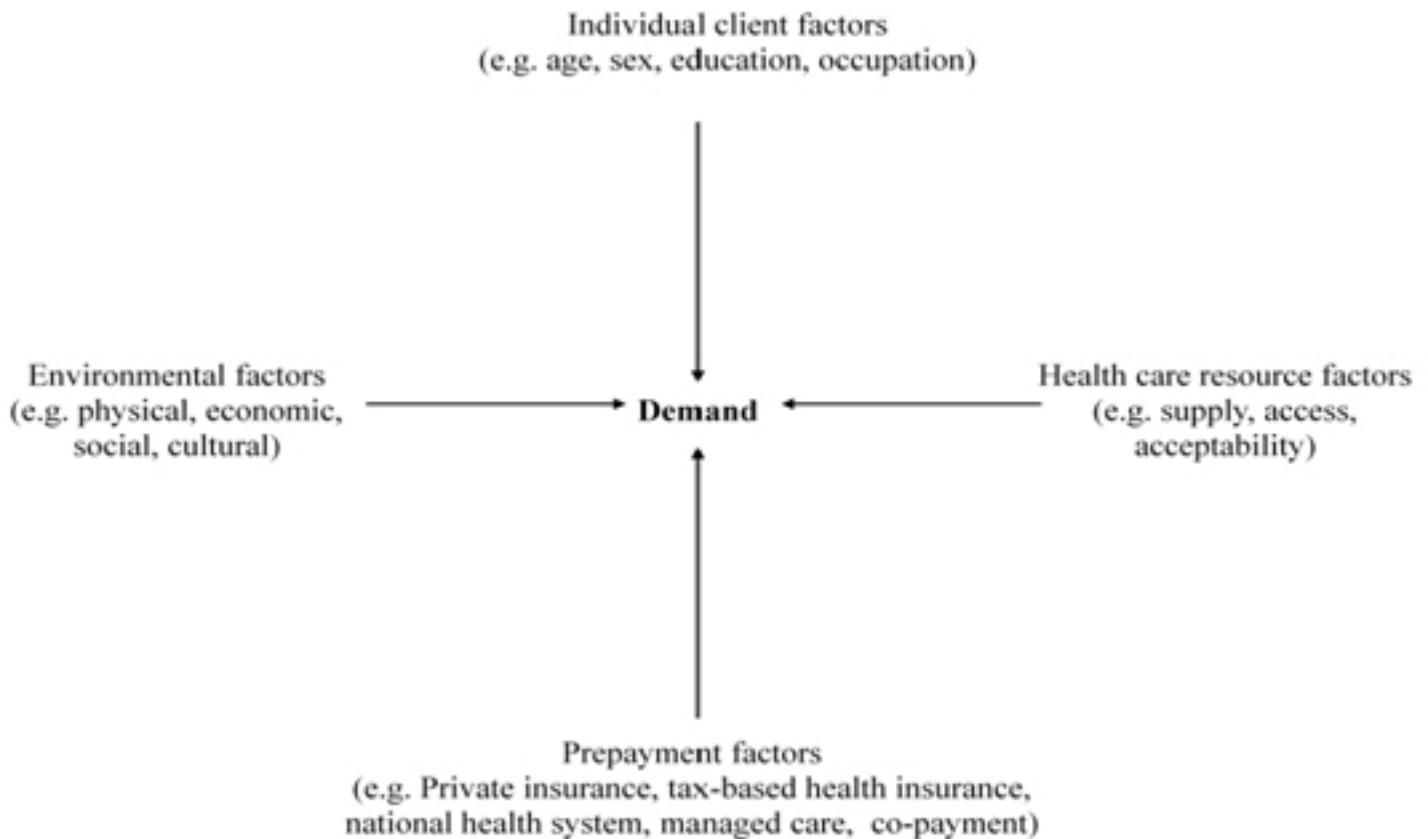 Individual client factors
(e.g. age, sex, education, occupation)
Environmental factors
(e.g. physical, economic,
social, cultural)
Demand
Health care resource factors
(e.g. supply, access,
acceptability)
Prepayment factors
(e.g. Private insurance, tax-based health insurance,
national health system, managed care, co-payment)